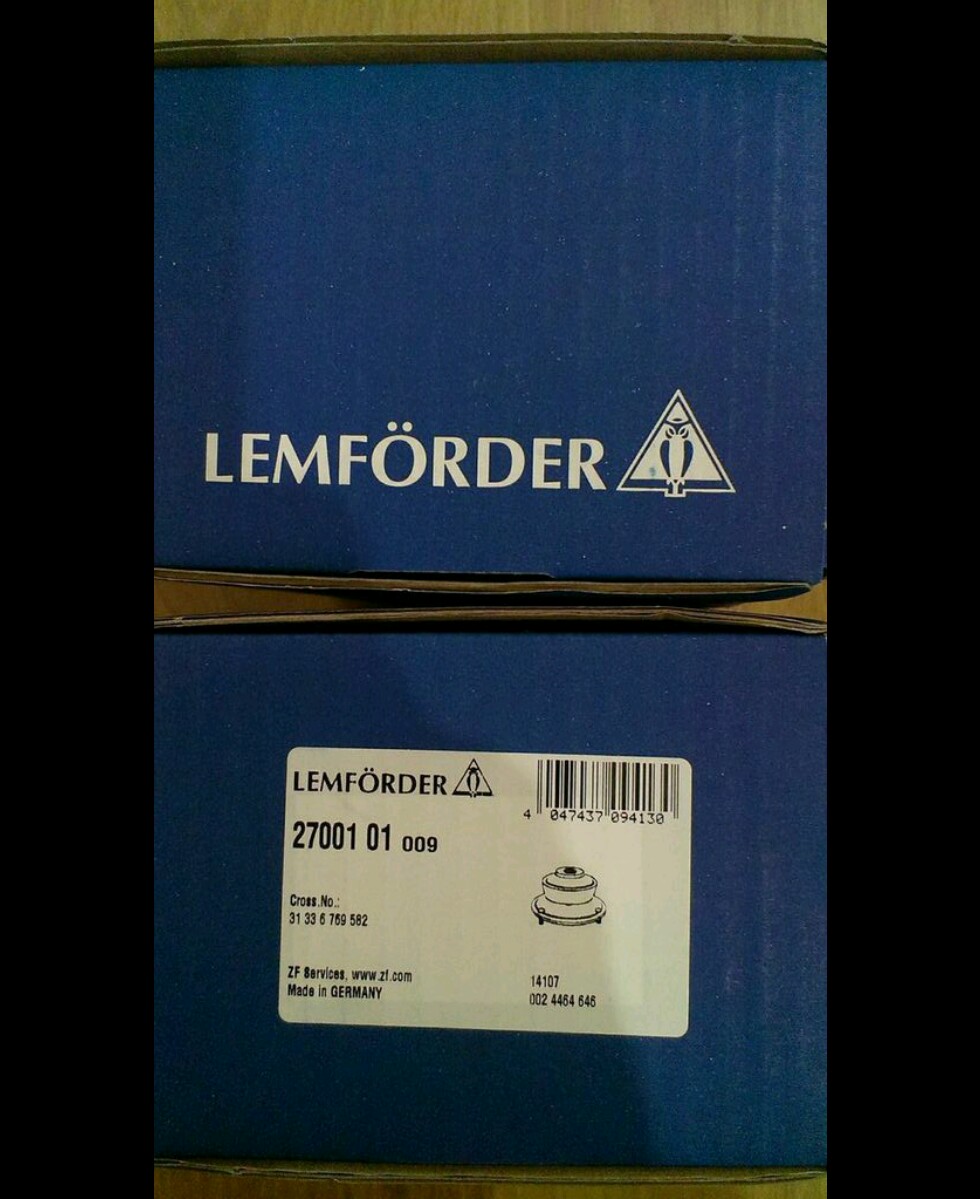 LEMFÖRDER
LEMFÖRDER
4 047437 094130
27001 01 009
Cross.No.:
31 33 6 769 582
ZF Services, www.zf.com
Made in GERMANY
14107
002 4464 646